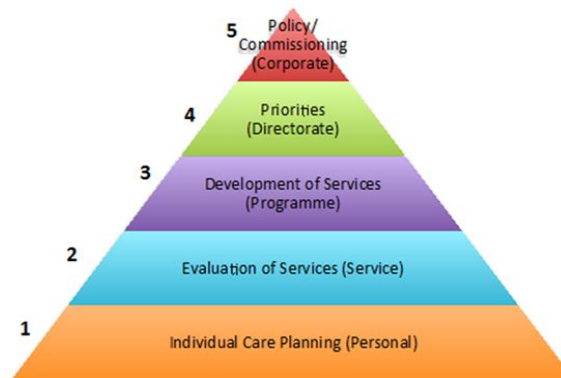 5
Policy/
Commissioning
(Corporate)
4
Priorities
(Directorate)
3
Development of Services
(Programme)
2
Evaluation of Services (Service)
1
Individual Care Planning (Personal)